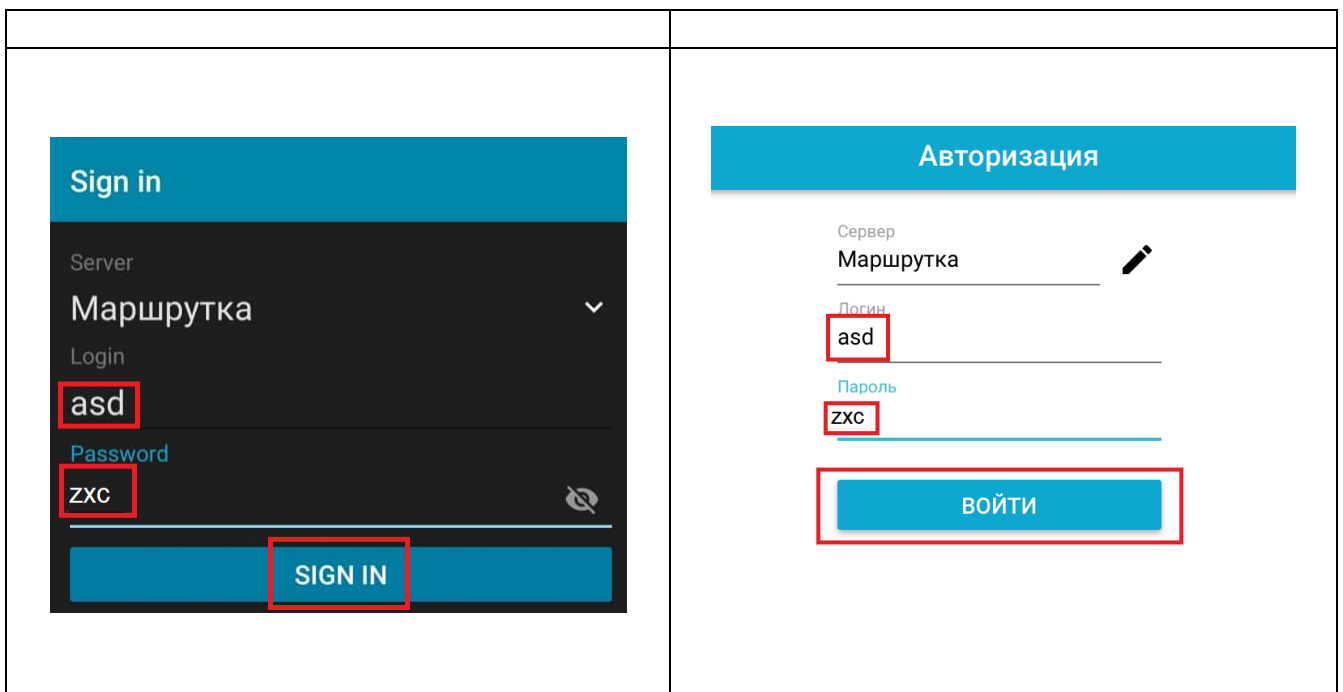 Sign in
Server
Маршрутка
Login
asd
Password
zxc
SIGN IN
Авторизация
Сервер
Маршрутка
Логин
asd
Пароль
zxc
ВОЙТИ